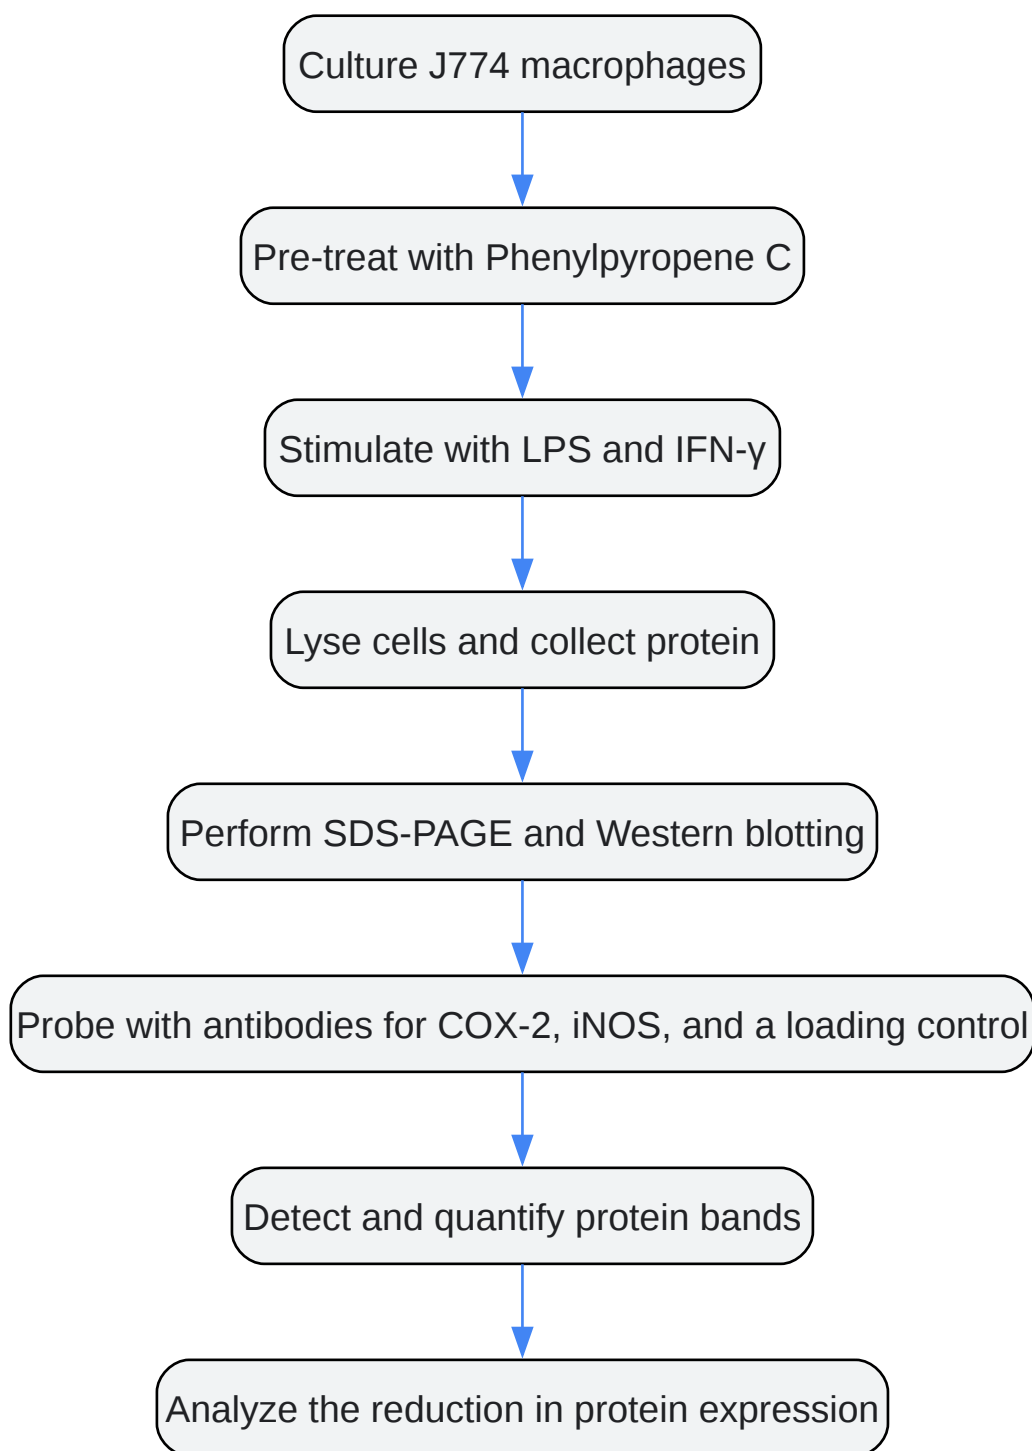 Culture J774 macrophages
Pre-treat with Phenylpyropene C
Stimulate with LPS and IFN-γ
Lyse cells and collect protein
Perform SDS-PAGE and Western blotting
Probe with antibodies for COX-2, iNOS, and a loading control
Detect and quantify protein bands
Analyze the reduction in protein expression